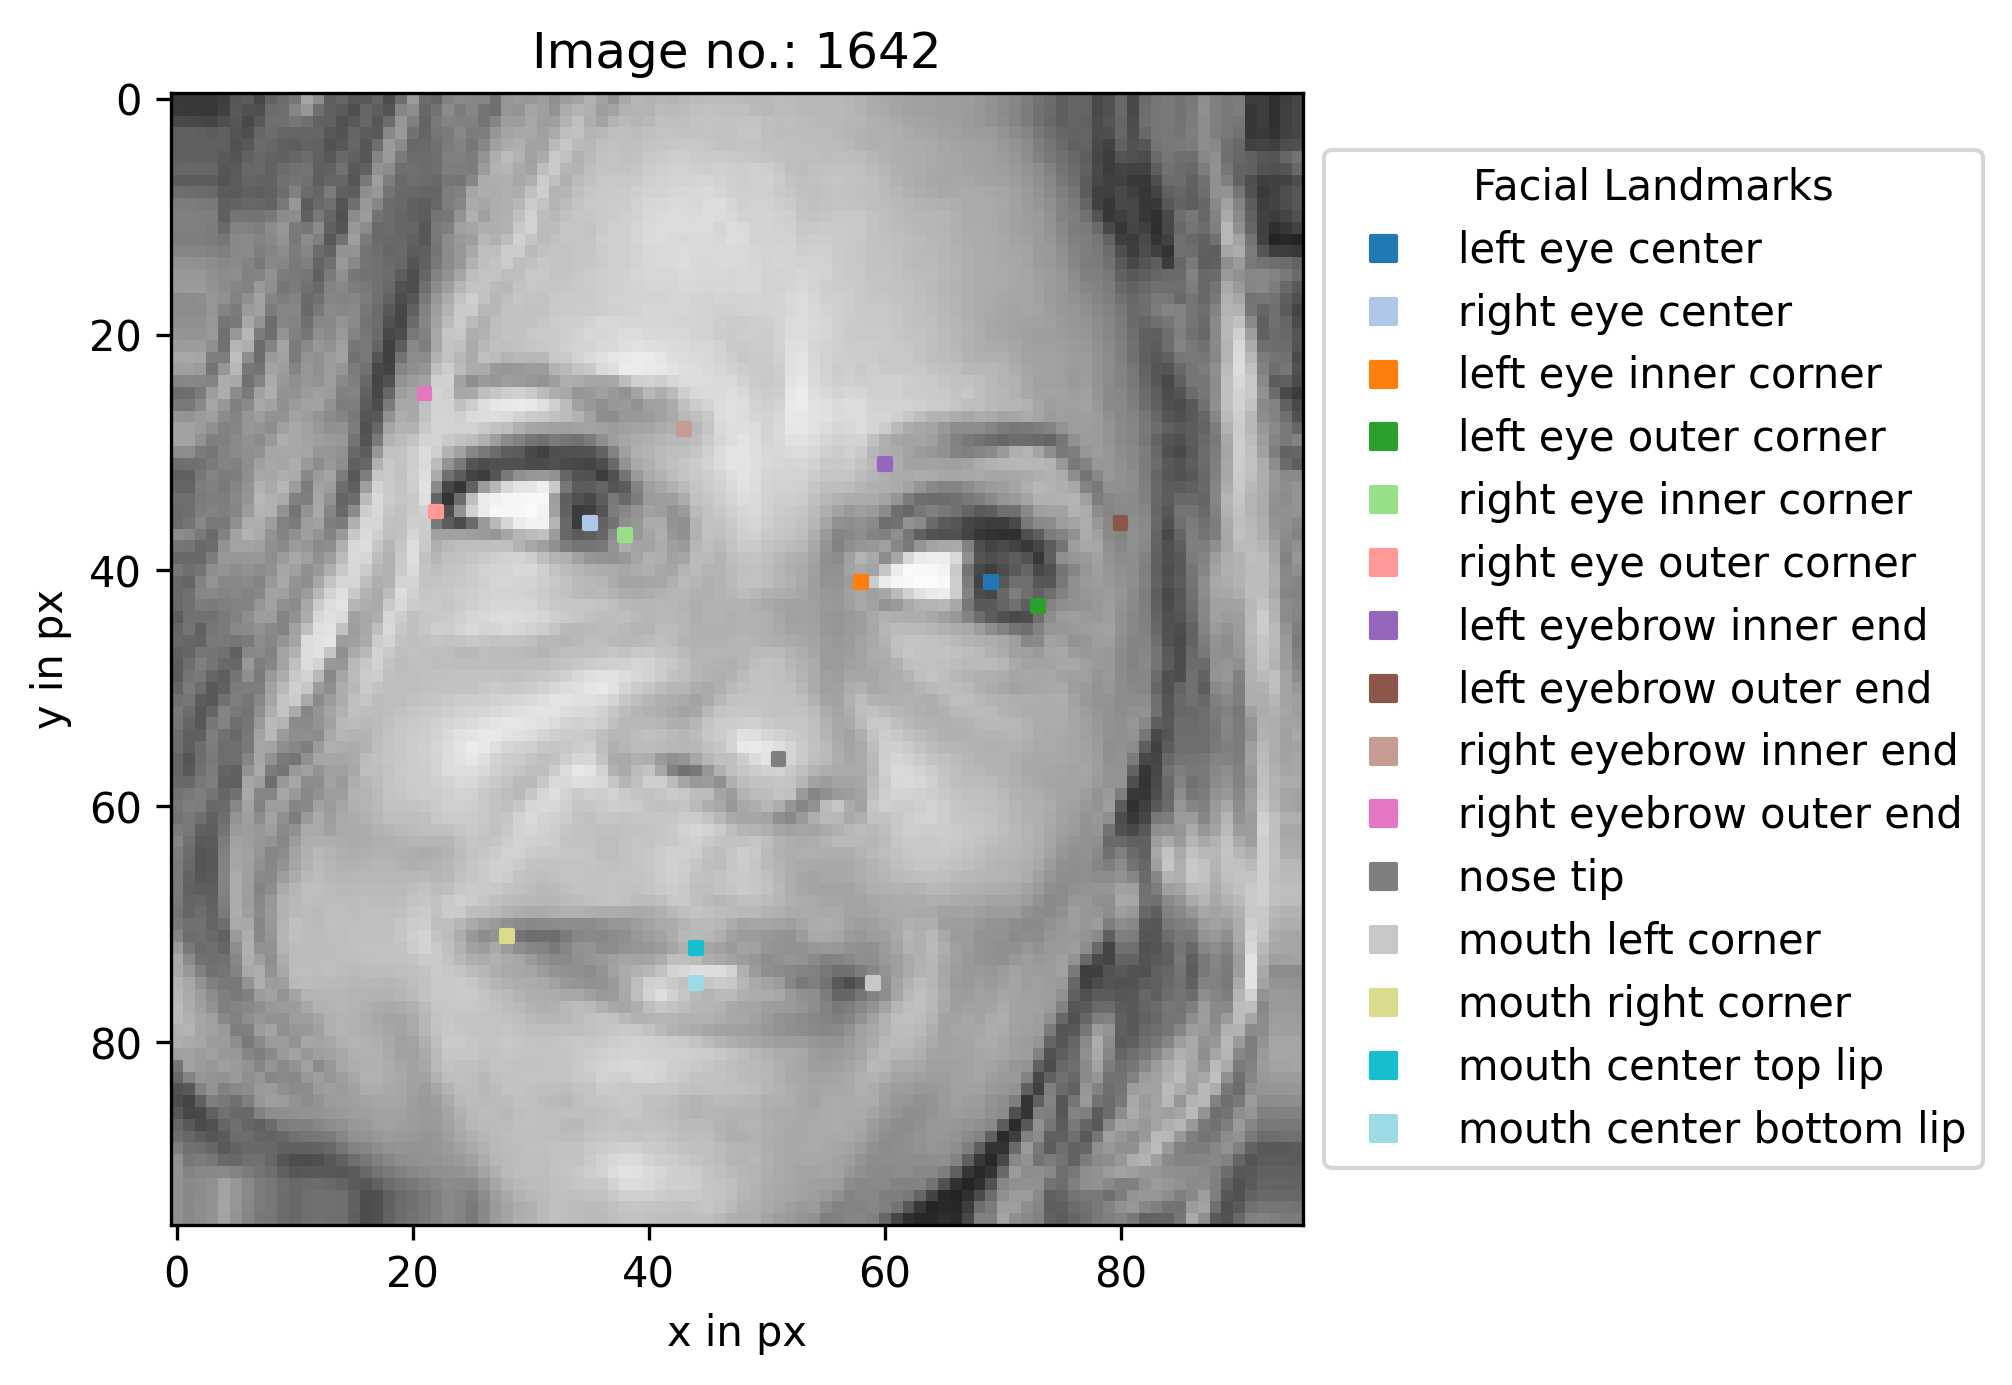 Image no.: 1642
0
20
40
60
80
y in px
0 20 40 60 80
x in px
Facial Landmarks
left eye center
right eye center
left eye inner corner
left eye outer corner
right eye inner corner
right eye outer corner
left eyebrow inner end
left eyebrow outer end
right eyebrow inner end
right eyebrow outer end
nose tip
mouth left corner
mouth right corner
mouth center top lip
mouth center bottom lip